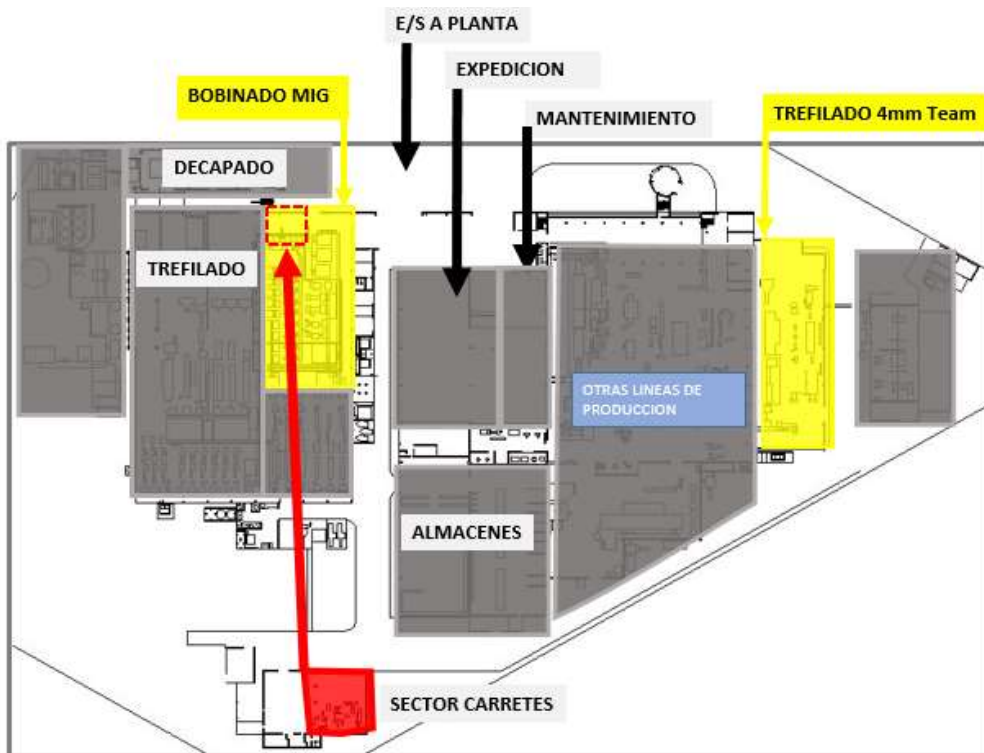 E/S A PLANTA
EXPEDICION
BOBINADO MIG
MANTENIMIENTO
TREFILADO 4mm Team
DECAPADO
TREFILADO
OTRAS LINEAS DE
PRODUCCION
ALMACENES
SECTOR CARRETES